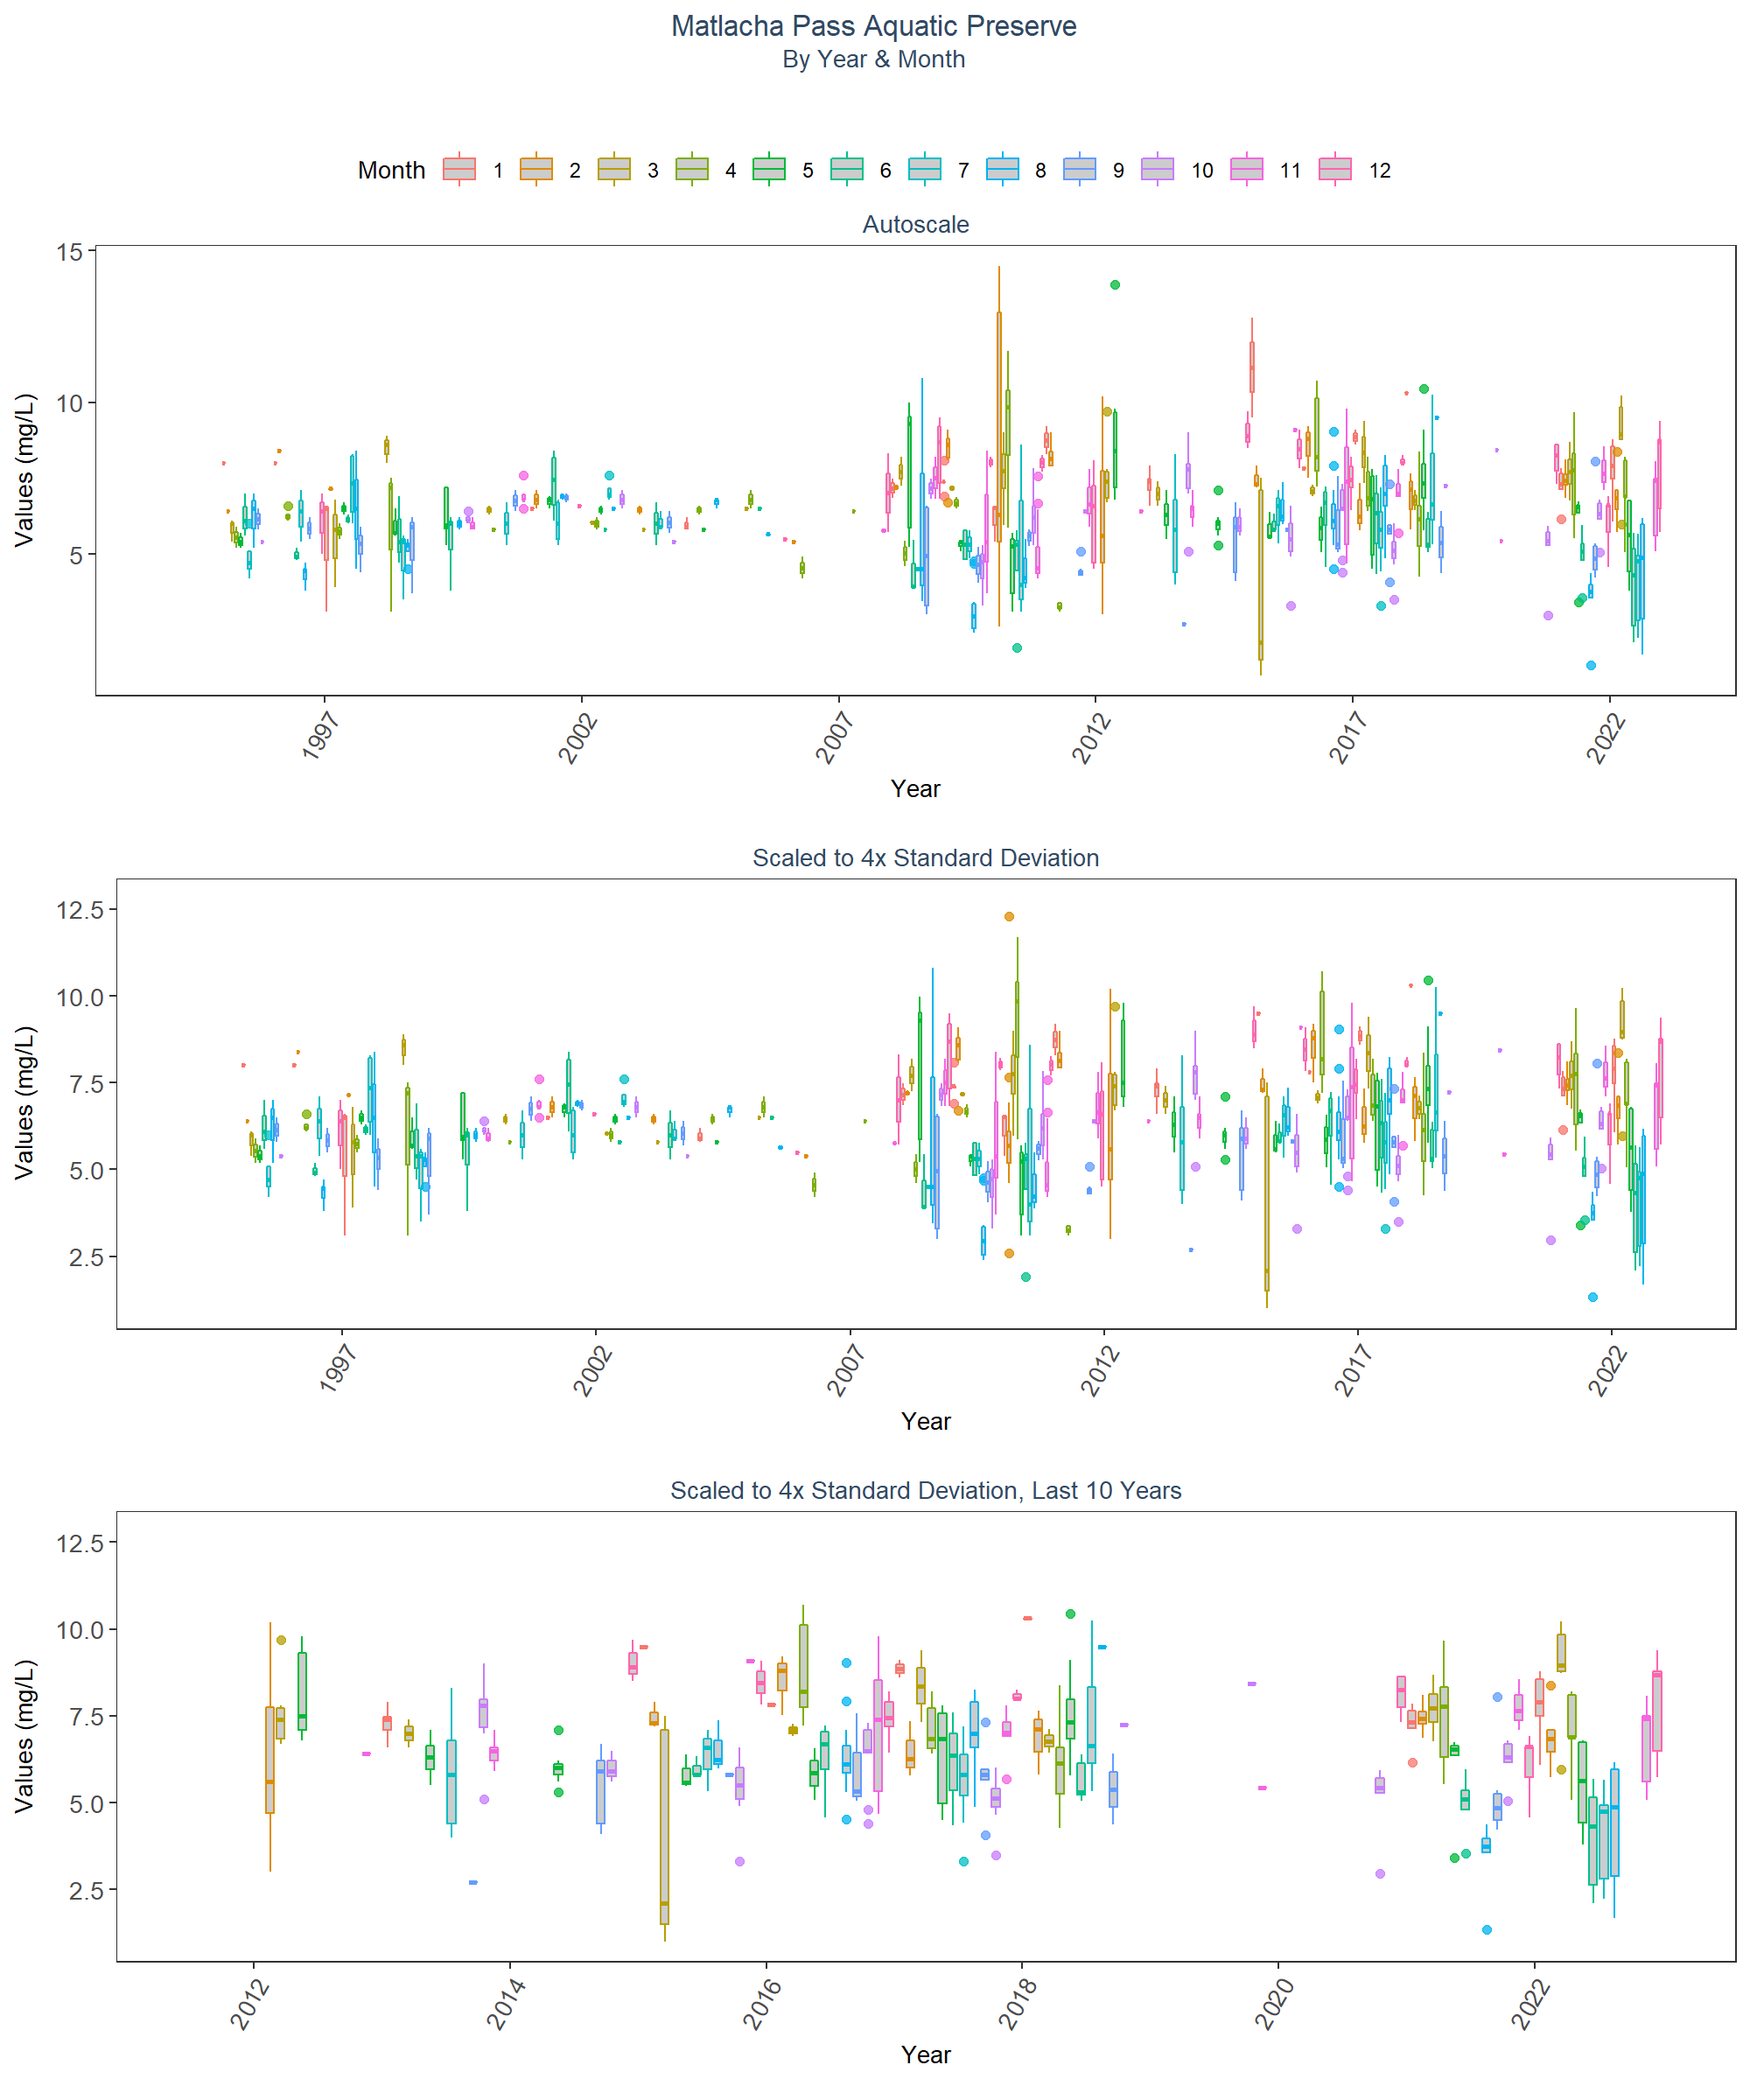 Matlacha Pass Aquatic Preserve
By Year & Month
Month 1 2 3 4 5 6 7 8 9 10 11 12
Autoscale
Values (mg/L)
15
10
5
1997 2002 2007 2012 2017 2022
Year
Scaled to 4x Standard Deviation
Values (mg/L)
12.5
10.0
7.5
5.0
2.5
1997 2002 2007 2012 2017 2022
Year
Scaled to 4x Standard Deviation, Last 10 Years
Values (mg/L)
12.5
10.0
7.5
5.0
2.5
2012 2014 2016 2018 2020 2022
Year